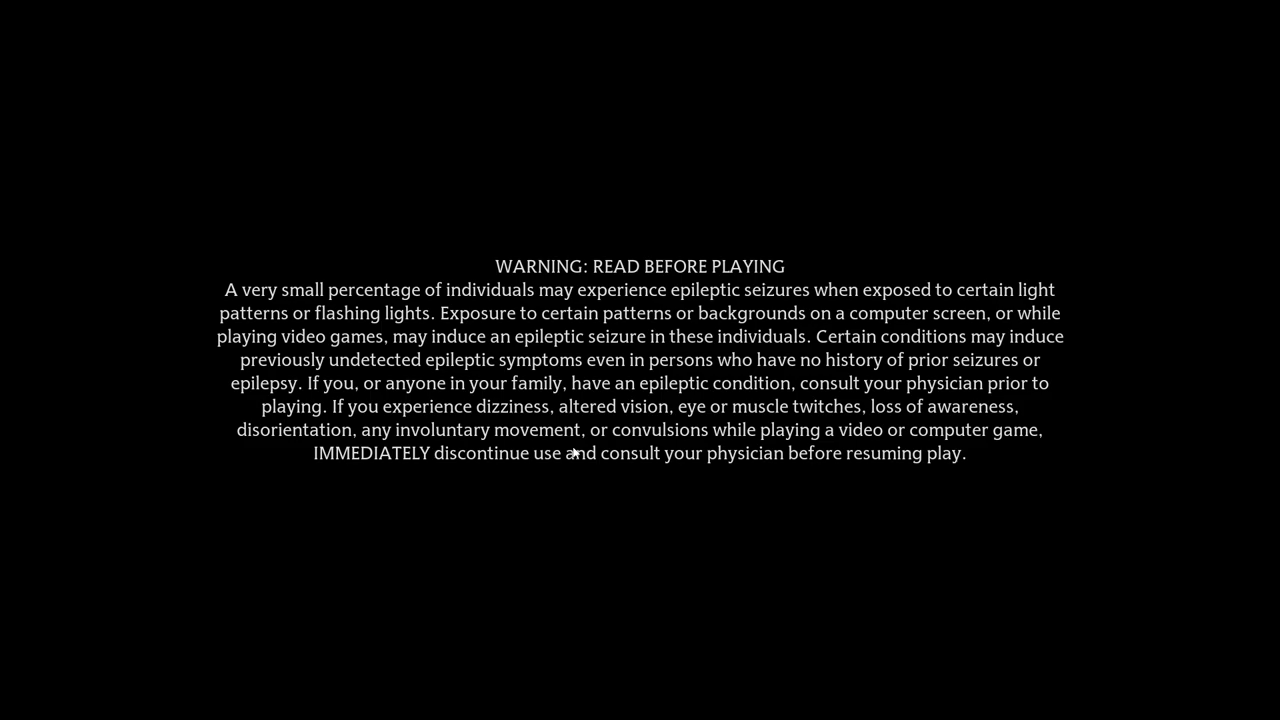 WARNING: READ BEFORE PLAYING
A very small percentage of individuals may experience epileptic seizures when exposed to certain light
patterns or flashing lights. Exposure to certain patterns or backgrounds on a computer screen, or while
playing video games, may induce an epileptic seizure in these individuals. Certain conditions may induce
previously undetected epileptic symptoms even in persons who have no history of prior seizures or
epilepsy. If you, or anyone in your family, have an epileptic condition, consult your physician prior to
playing. If you experience dizziness, altered vision, eye or muscle twitches, loss of awareness,
disorientation, any involuntary movement, or convulsions while playing a video or computer game,
IMMEDIATELY discontinue use and consult your physician before resuming play.